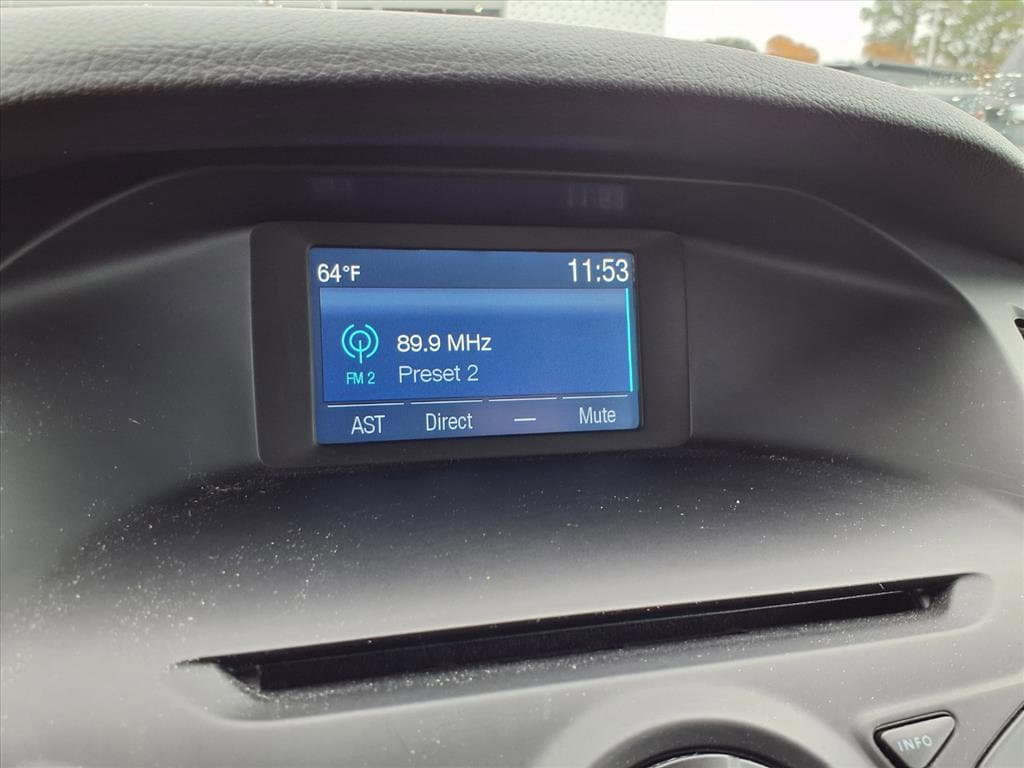 64°F 11:53
89.9 MHz
FM 2 Preset 2
AST Direct — Mute
INFO